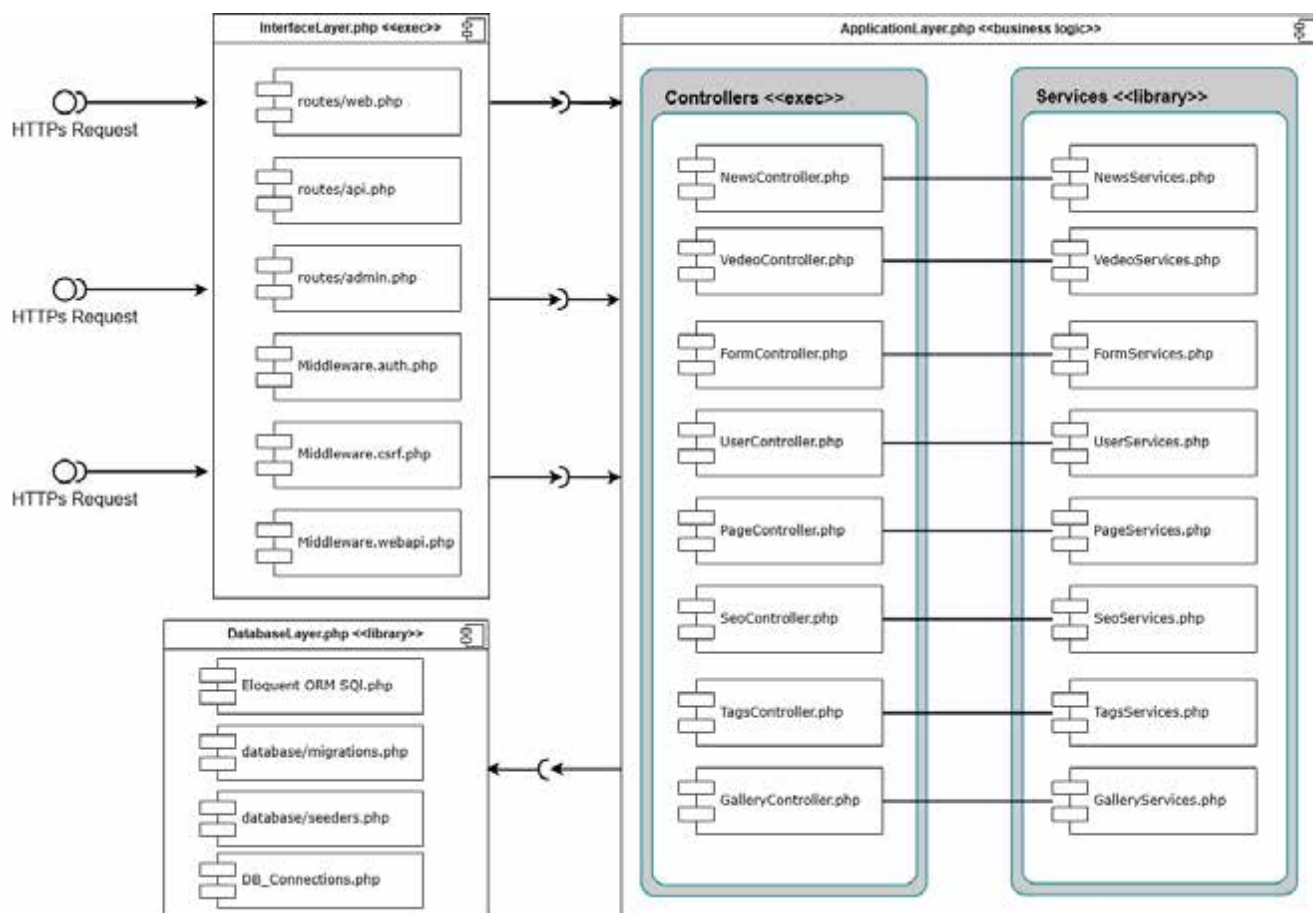 InterfaceLayer.php <<exec>>
routes/web.php
routes/api.php
routes/admin.php
Middleware.auth.php
Middleware.csrf.php
Middleware.webapi.php
HTTPs Request
HTTPs Request
HTTPs Request
ApplicationLayer.php <<business logic>>
Controllers <<exec>>
NewsController.php
VedeoController.php
FormController.php
UserController.php
PageController.php
SeoController.php
TagsController.php
GalleryController.php
Services <<library>>
NewsServices.php
VedeoServices.php
FormServices.php
UserServices.php
PageServices.php
SeoServices.php
TagsServices.php
GalleryServices.php
DatabaseLayer.php <<library>>
Eloquent ORM SQl.php
database/migrations.php
database/seeders.php
DB_Connections.php